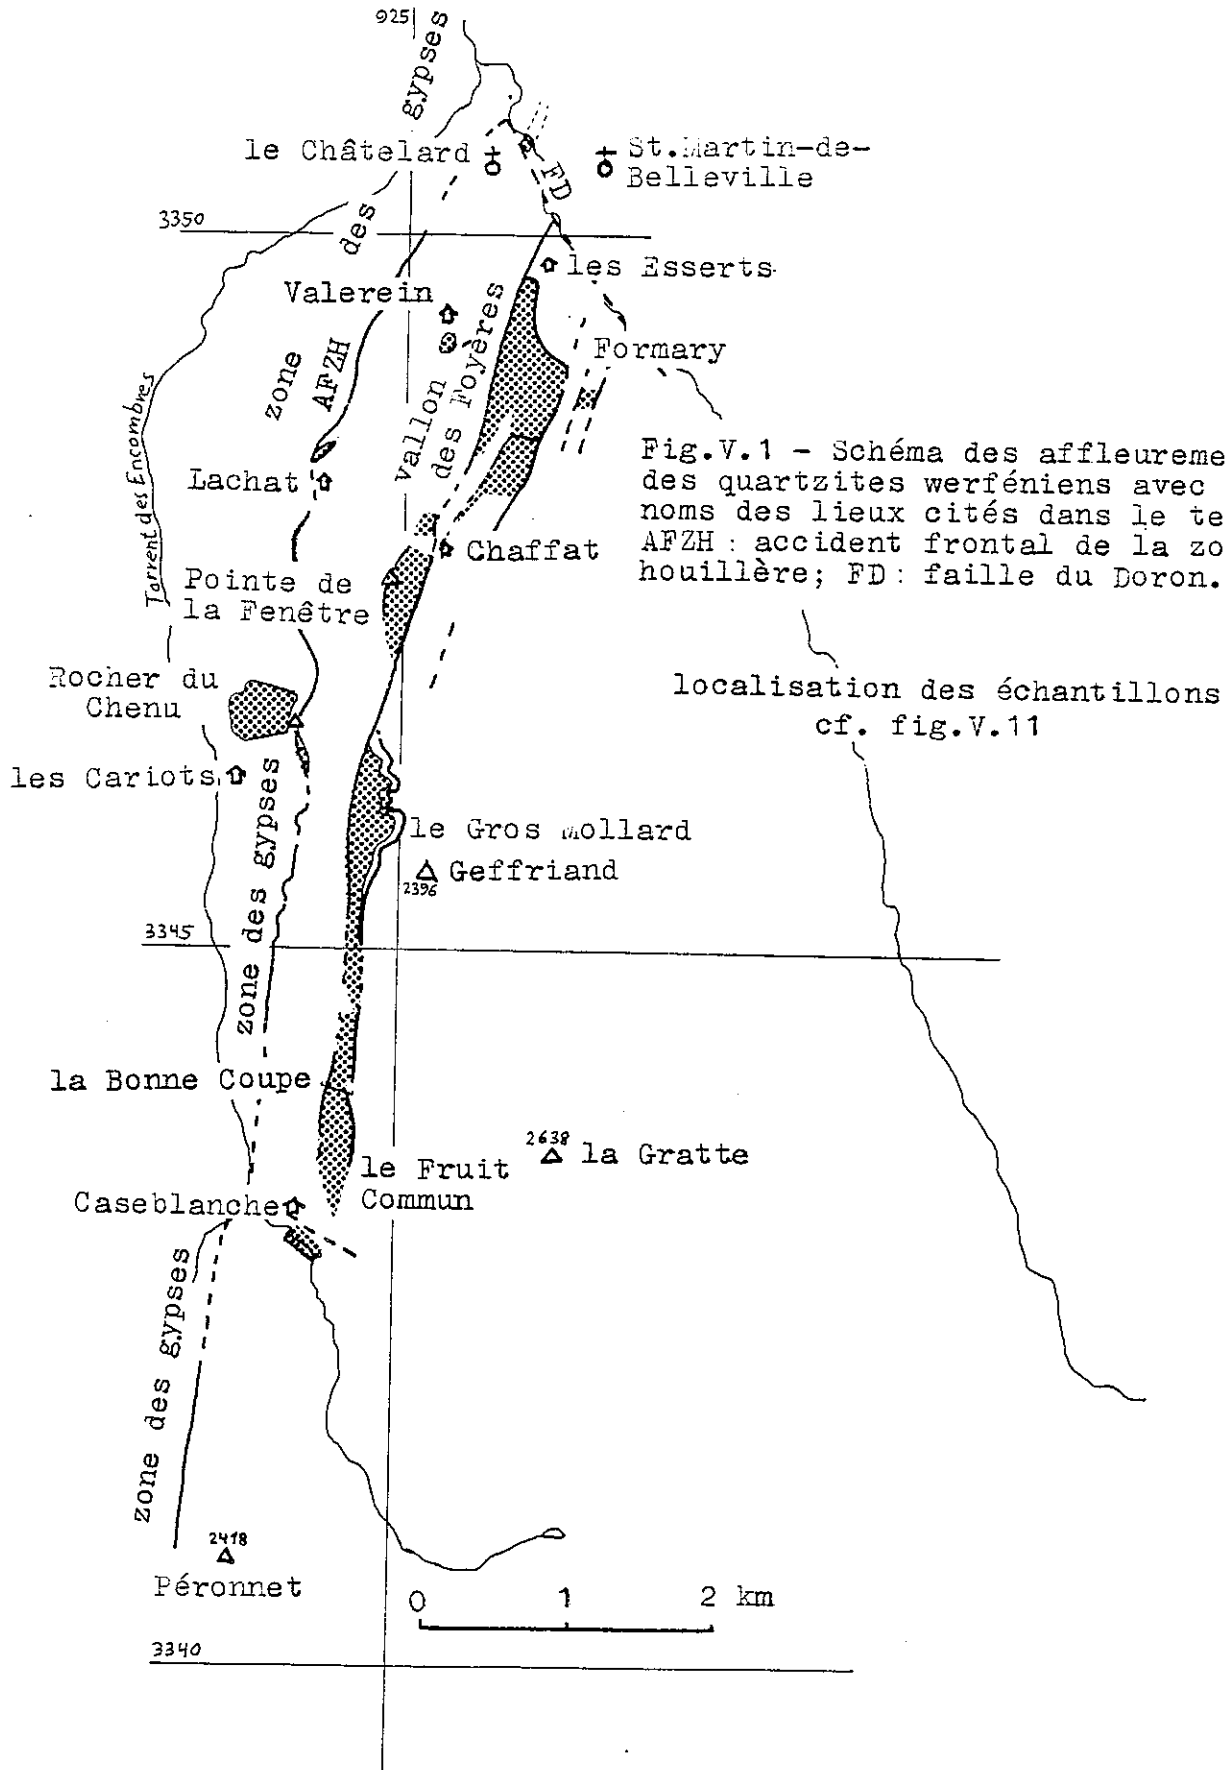 925
gypses
des
zone
le Châtelard
St.Martin-de-
Belleville
FD
3350
les Esserts
Valerein
AFZH
vallon
des Foyères
Formary
Torrent des Encombres
Lachat
Chaffat
Fig.V.1 - Schéma des affleureme
des quartzites werféniens avec
noms des lieux cités dans le te
AFZH : accident frontal de la zo
houillère; FD: faille du Doron.
Pointe de
la Fenêtre
Rocher du
Chenu
localisation des échantillons
cf. fig.V.11
les Cariots
zone des gypses
le Gros Mollard
Geffriand
2396
3345
la Bonne Coupe
2638
la Gratte
le Fruit
Commun
Caseblanche
zone des gypses
2418
Péronnet
0 1 2 km
3340